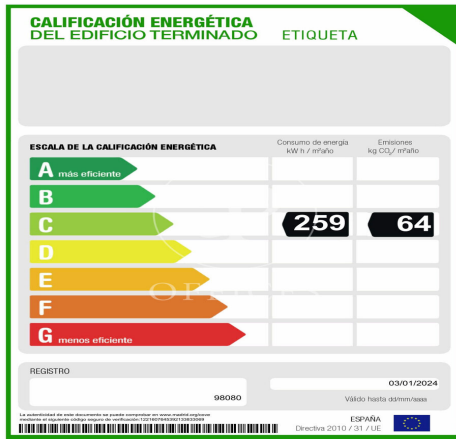 CALIFICACIÓN ENERGÉTICA
DEL EDIFICIO TERMINADO ETIQUETA
ESCALA DE LA CALIFICACIÓN ENERGÉTICA
Consumo de energía
kW h / m²año
Emisiones
kg CO₂/ m²año
A más eficiente
B
C 259 64
D
E
F
G menos eficiente
REGISTRO
98080
03/01/2024
Válido hasta dd/mm/aaaa
ESPAÑA
Directiva 2010 / 31 / UE